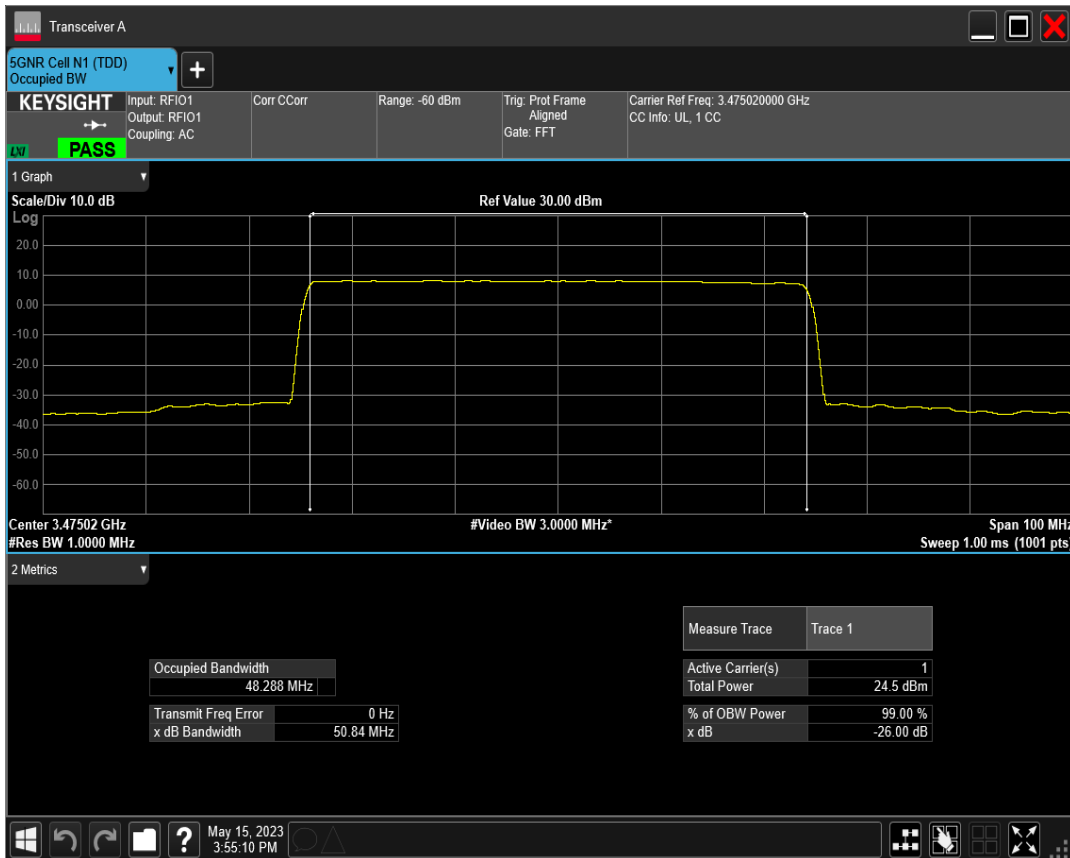 Transceiver A
5GNR Cell N1 (TDD)
Occupied BW
+
KEYSIGHT
LXI
PASS
Input: RFIO1
Output: RFIO1
Coupling: AC
Corr CCorr
Range: -60 dBm
Trig: Prot Frame
Aligned
Gate: FFT
Carrier Ref Freq: 3.475020000 GHz
CC Info: UL, 1 CC
1 Graph
Scale/Div 10.0 dB
Ref Value 30.00 dBm
Log
20.0
10.0
0.00
-10.0
-20.0
-30.0
-40.0
-50.0
-60.0
Center 3.47502 GHz
#Video BW 3.0000 MHz*
Span 100 MHz
#Res BW 1.0000 MHz
Sweep 1.00 ms (1001 pts)
2 Metrics
Measure Trace Trace 1
Occupied Bandwidth
48.288 MHz
Active Carrier(s) 1
Total Power 24.5 dBm
Transmit Freq Error 0 Hz
x dB Bandwidth 50.84 MHz
% of OBW Power 99.00 %
x dB -26.00 dB
?
May 15, 2023
3:55:10 PM